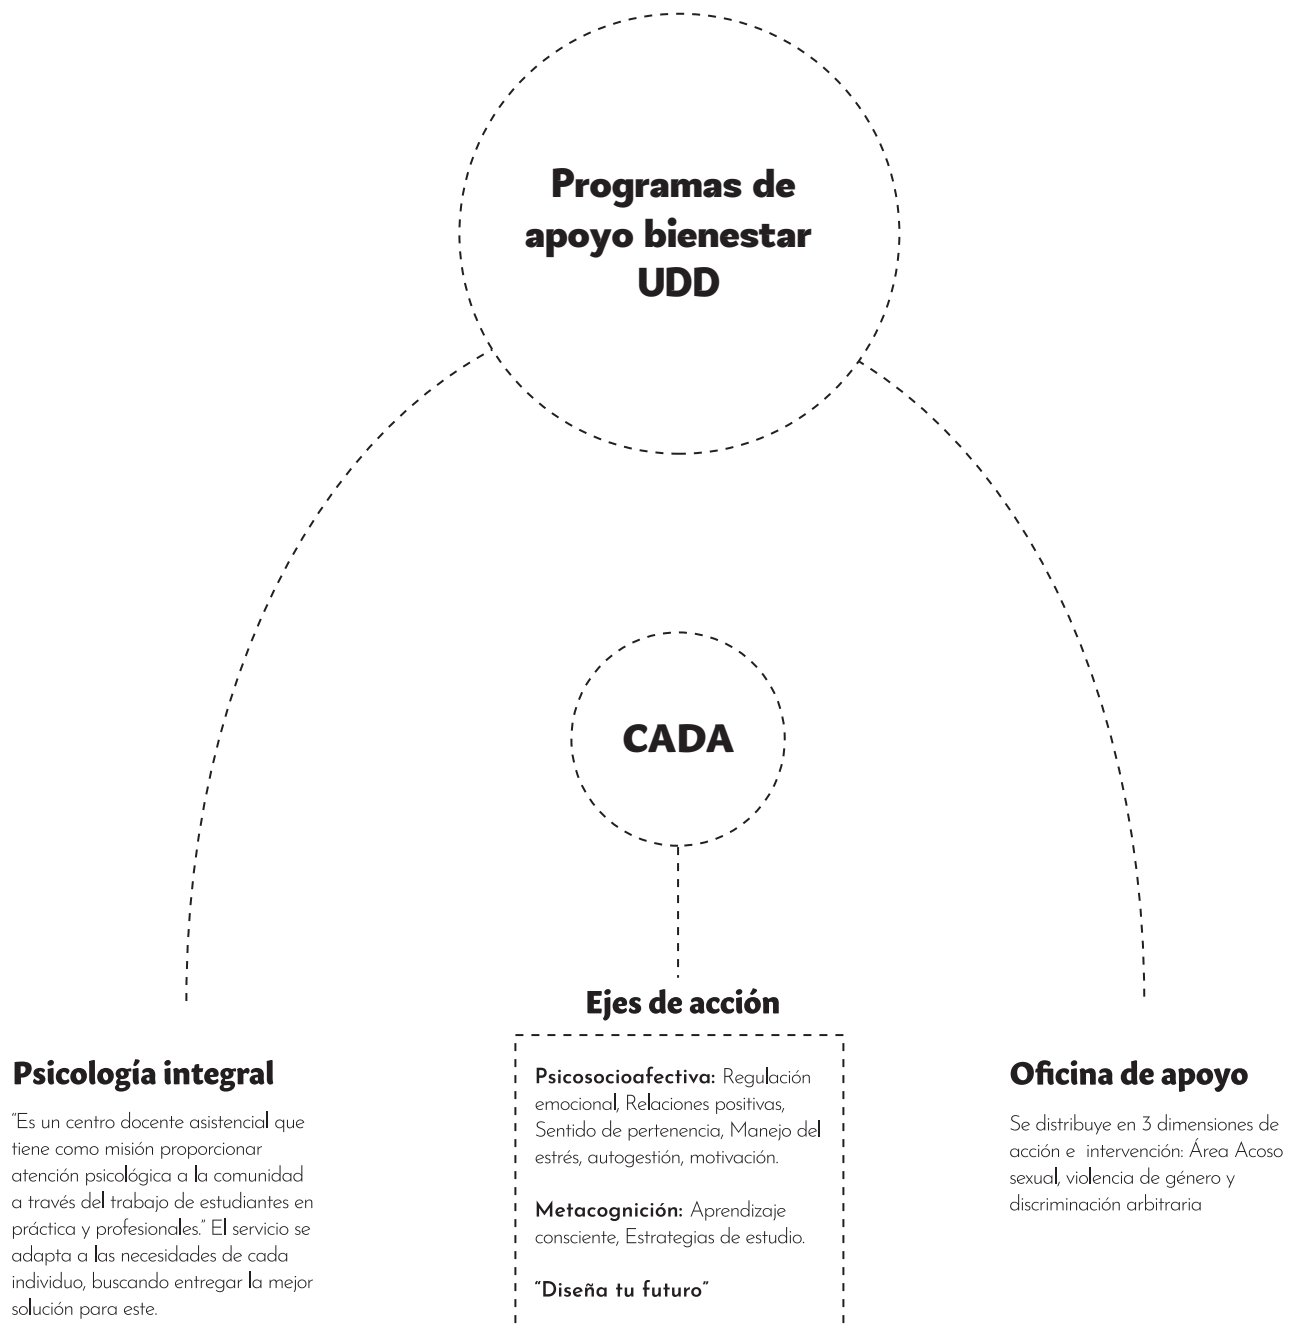 Programas de
apoyo bienestar
UDD
CADA
Ejes de acción
Psicosocioafectiva: Regulación
emocional, Relaciones positivas,
Sentido de pertenencia, Manejo del
estrés, autogestión, motivación.
Metacognición: Aprendizaje
consciente, Estrategias de estudio.
"Diseña tu futuro"
Psicología integral
"Es un centro docente asistencial que
tiene como misión proporcionar
atención psicológica a la comunidad
a través del trabajo de estudiantes en
práctica y profesionales." El servicio se
adapta a las necesidades de cada
individuo, buscando entregar la mejor
solución para este.
Oficina de apoyo
Se distribuye en 3 dimensiones de
acción e intervención: Área Acoso
sexual, violencia de género y
discriminación arbitraria